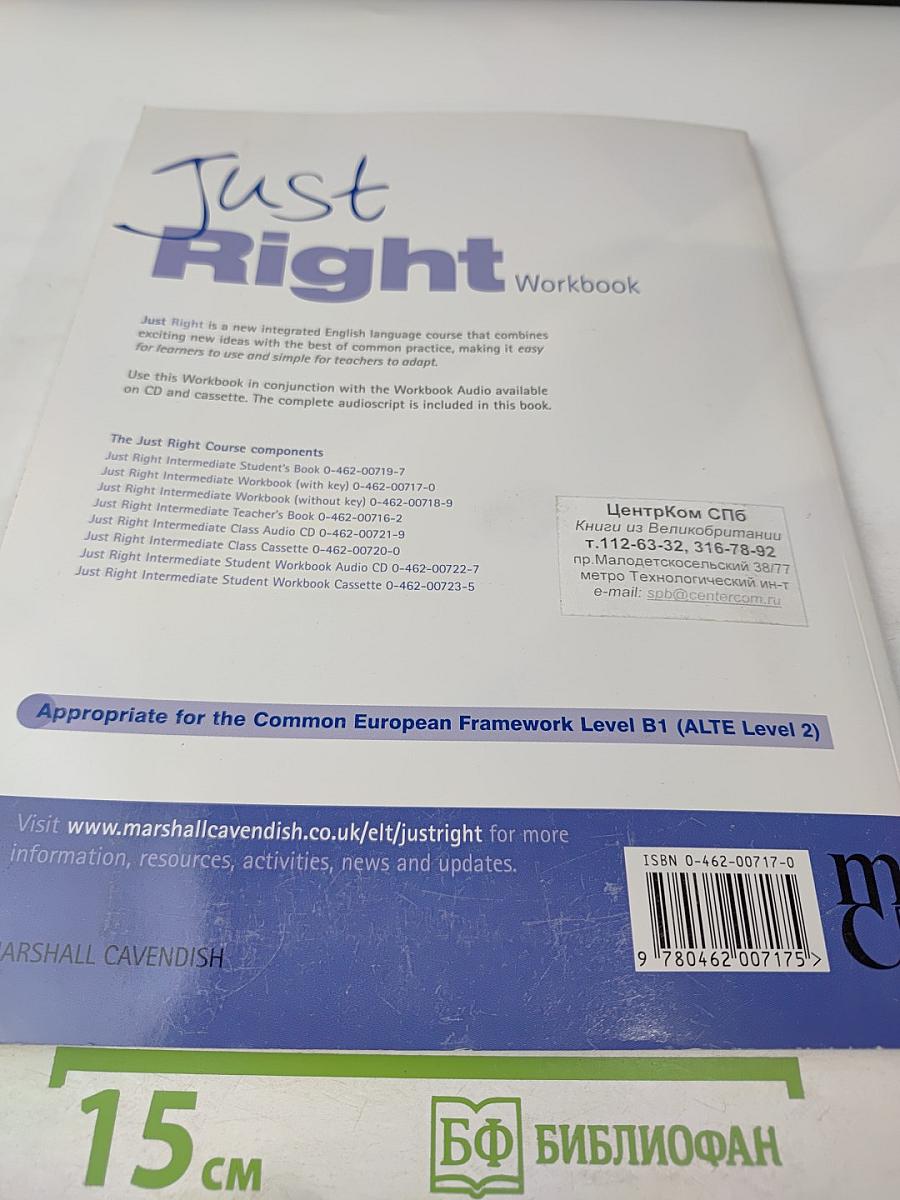 Just
Right Workbook
Just Right is a new integrated English language course that combines
exciting new ideas with the best of common practice, making it easy
for learners to use and simple for teachers to adapt.
Use this Workbook in conjunction with the Workbook Audio available
on CD and cassette. The complete audioscript is included in this book.
The Just Right Course components
Just Right Intermediate Student's Book 0-462-00719-7
Just Right Intermediate Workbook (with key) 0-462-00717-0
Just Right Intermediate Workbook (without key) 0-462-00718-9
Just Right Intermediate Teacher's Book 0-462-00716-2
Just Right Intermediate Class Audio CD 0-462-00721-9
Just Right Intermediate Class Cassette 0-462-00720-0
Just Right Intermediate Student Workbook Audio CD 0-462-00722-7
Just Right Intermediate Student Workbook Cassette 0-462-00723-5
ЦентрКом СПб
Книги из Великобритании
т.112-63-32, 316-78-92
пр.Малодетскосельский 38/77
метро Технологический ин-т
e-mail: spb@centercom.ru
Appropriate for the Common European Framework Level B1 (ALTE Level 2)
Visit www.marshallcavendish.co.uk/elt/justright for more
information, resources, activities, news and updates.
ISBN 0-462-00717-0
9 780462 007175 >
ARSHALL CAVENDISH
m
C
15 см
БФ БИБЛИОФАН